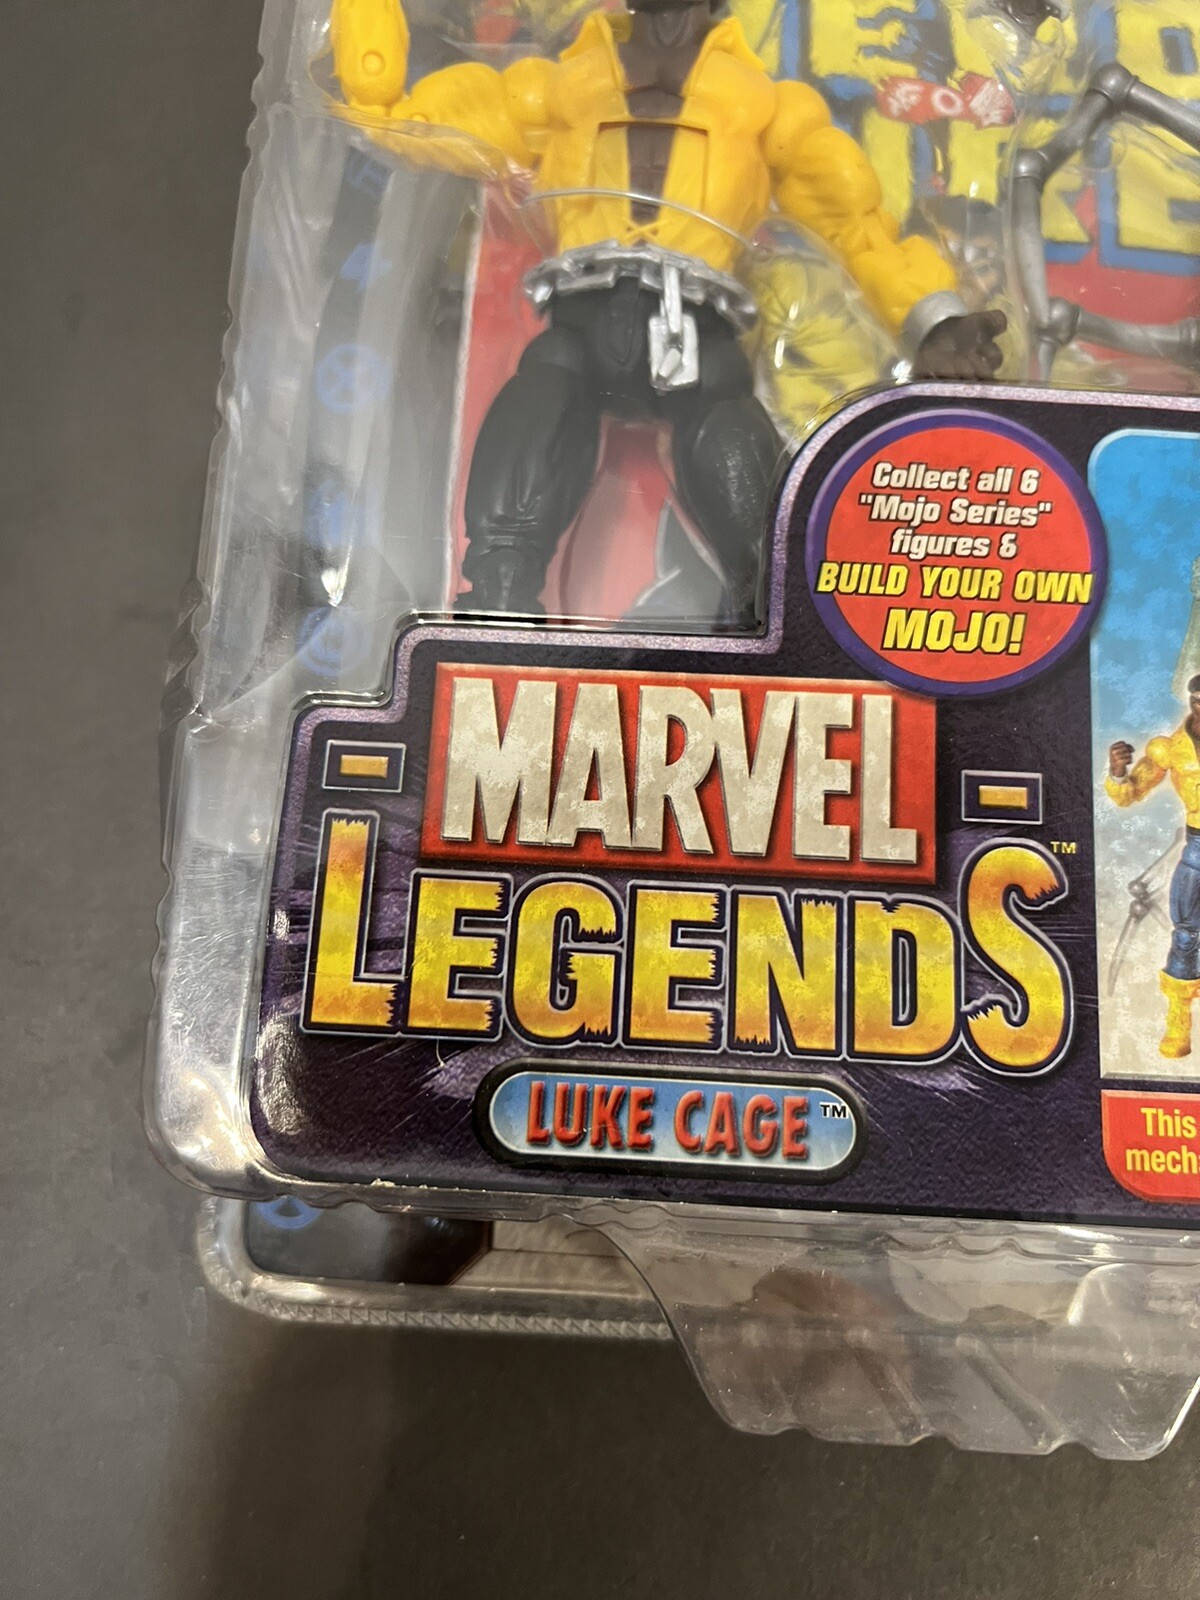 Collect all 6
"Mojo Series"
figures &
BUILD YOUR OWN
MOJO!
MARVEL
LEGENDS™
LUKE CAGE™
This
mech